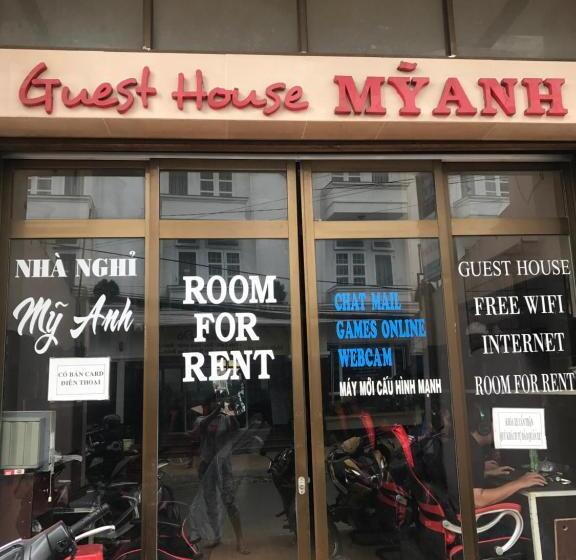 Guest House MỸ ANH
NHÀ NGHỈ
Mỹ Anh
CÓ BÁN CARD
ĐIỆN THOẠI
ROOM
FOR
RENT
CHAT MAIL
GAMES ONLINE
WEBCAM
MÁY MỚI CẤU HÌNH MẠNH
GUEST HOUSE
FREE WIFI
INTERNET
ROOM FOR RENT